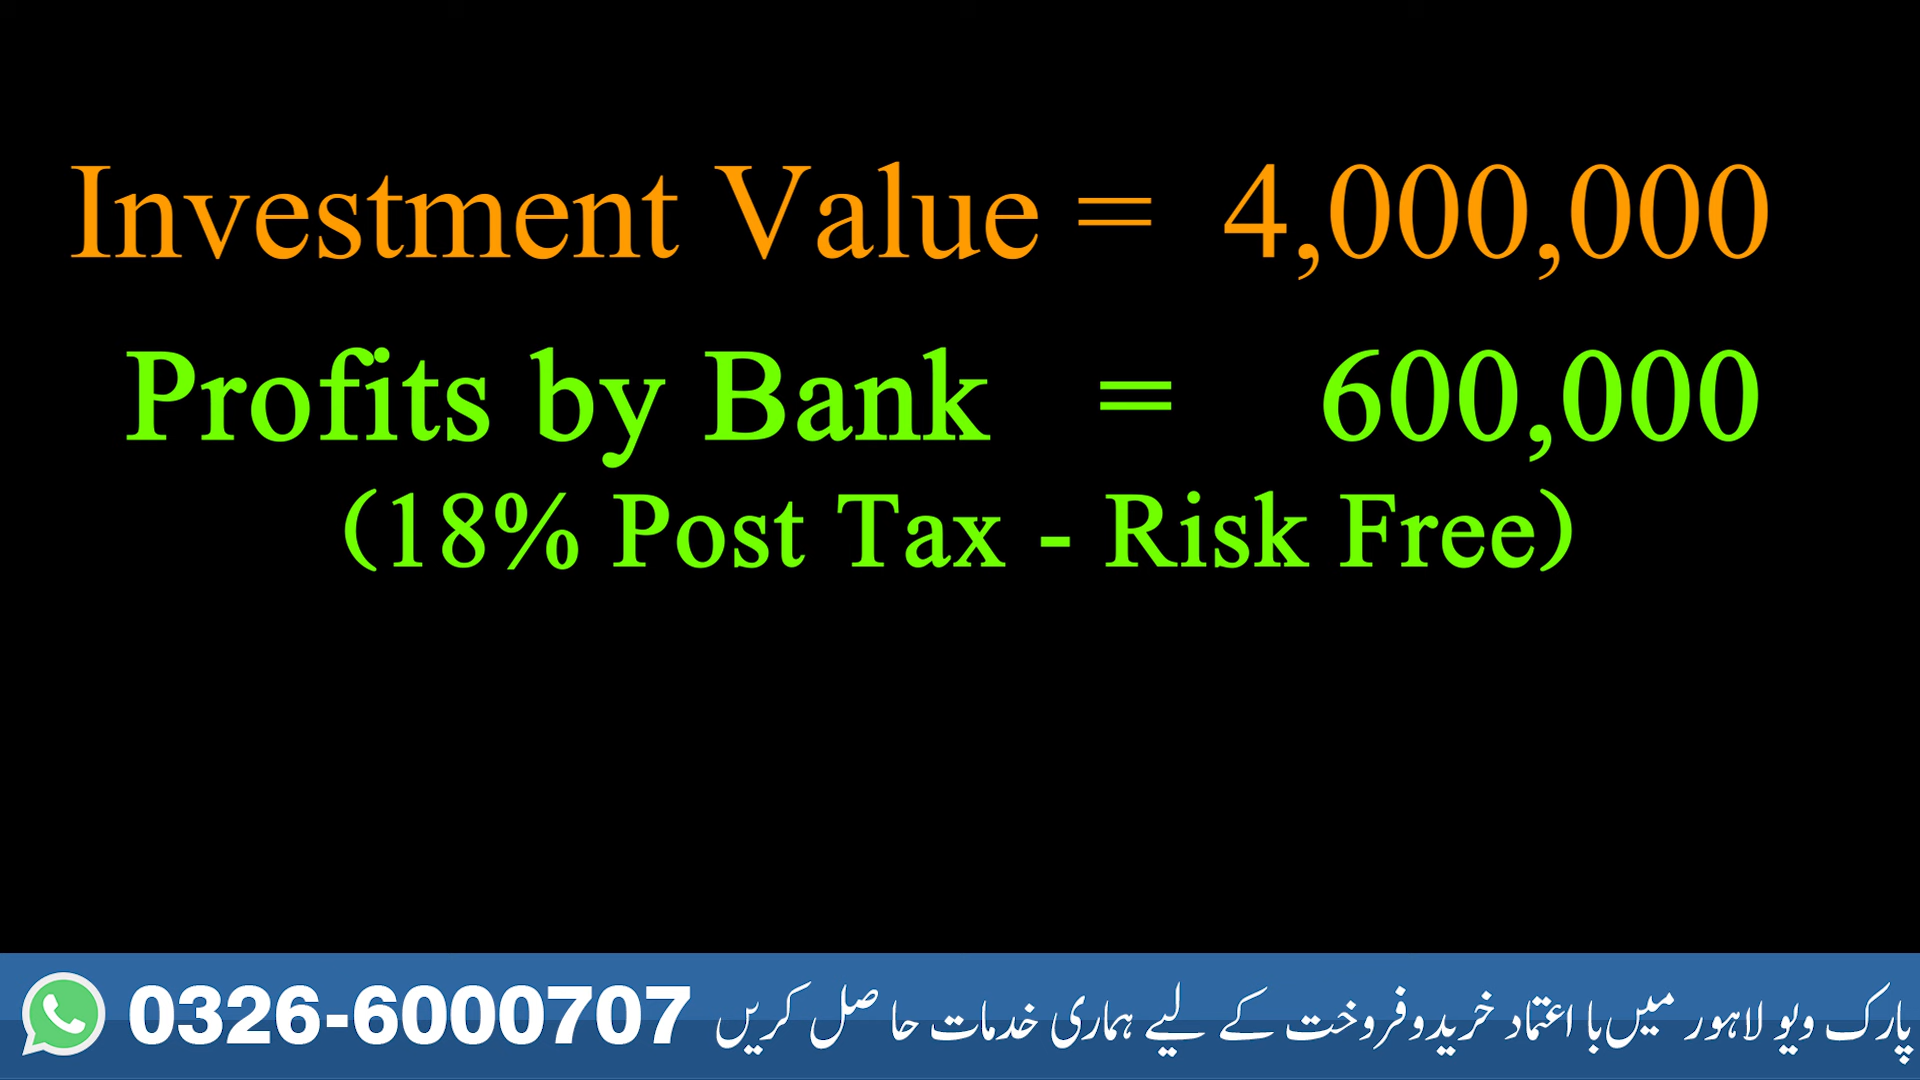 Investment Value = 4,000,000
Profits by Bank = 600,000
(18% Post Tax - Risk Free)
0326-6000707 پارک ویو لاہور میں با اعتماد خرید و فروخت کے لیے ہماری خدمات حاصل کریں